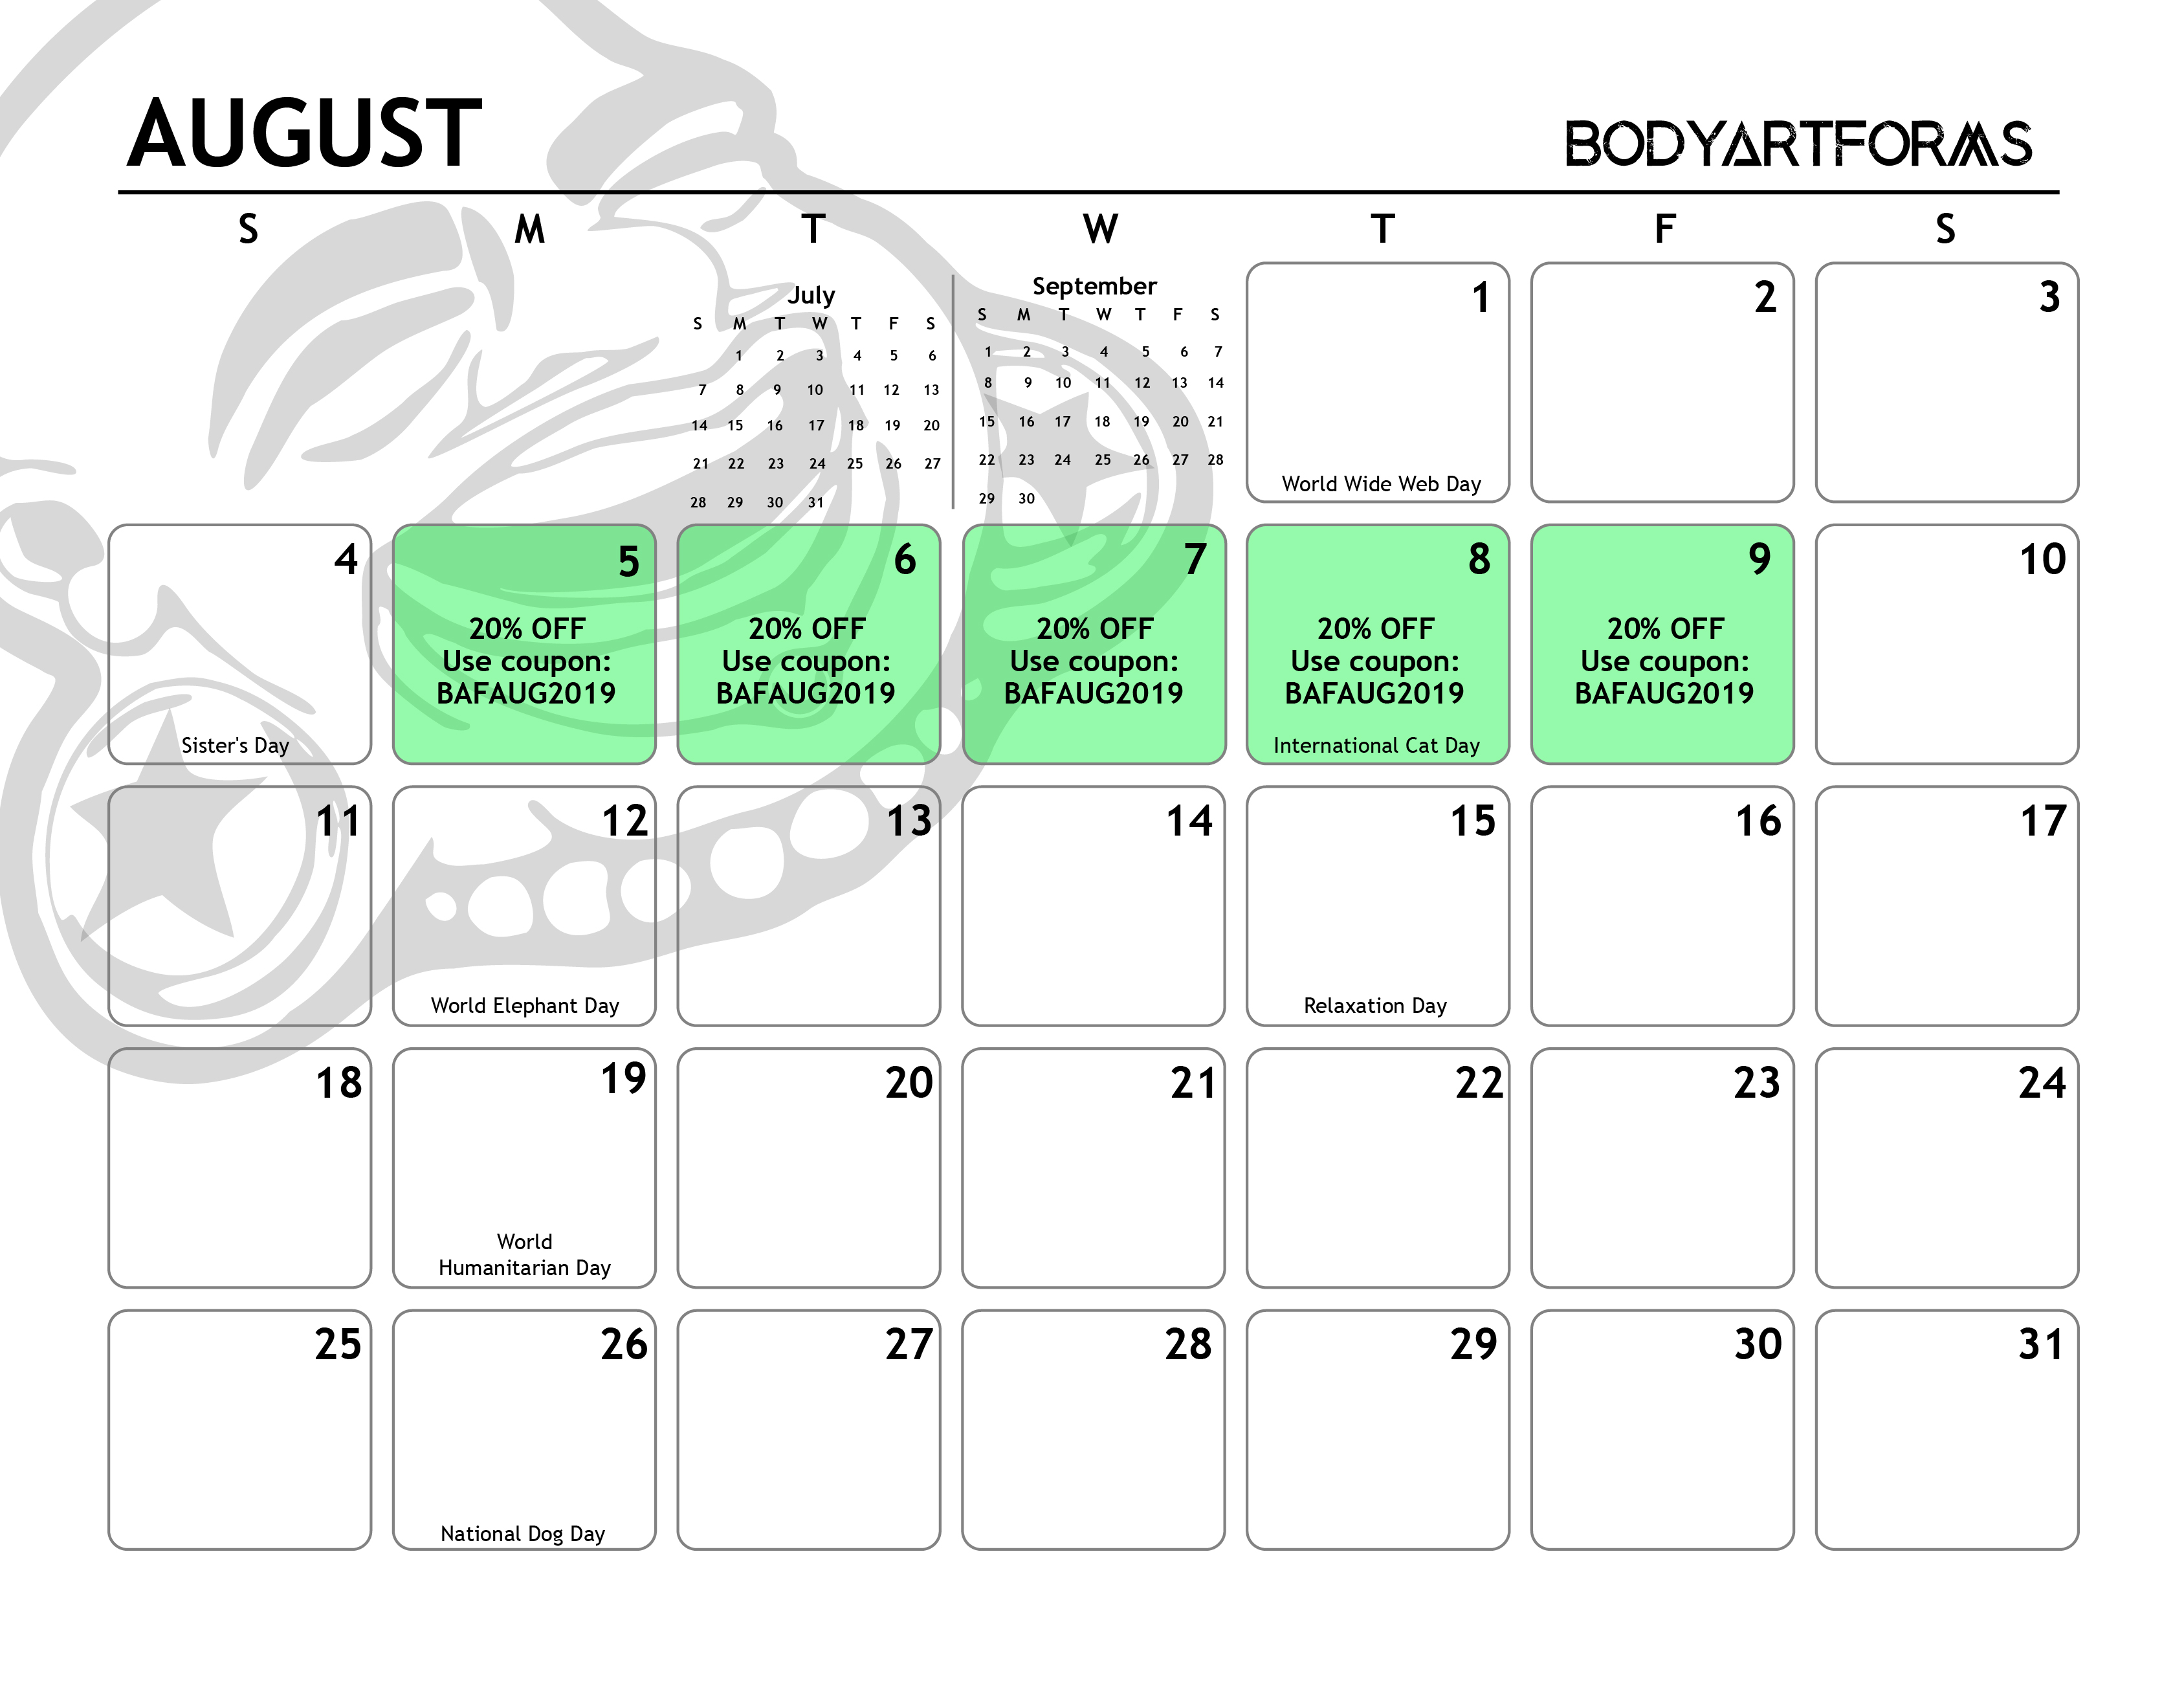 AUGUST
BODYARTFORMS
S M T W T F S
July
S M T W T F S
1 2 3 4 5 6
7 8 9 10 11 12 13
14 15 16 17 18 19 20
21 22 23 24 25 26 27
28 29 30 31
September
S M T W T F S
1 2 3 4 5 6 7
8 9 10 11 12 13 14
15 16 17 18 19 20 21
22 23 24 25 26 27 28
29 30
1
World Wide Web Day
2
3
4
Sister's Day
5
20% OFF
Use coupon:
BAFAUG2019
6
20% OFF
Use coupon:
BAFAUG2019
7
20% OFF
Use coupon:
BAFAUG2019
8
20% OFF
Use coupon:
BAFAUG2019
International Cat Day
9
20% OFF
Use coupon:
BAFAUG2019
10
11
12
World Elephant Day
13
14
15
Relaxation Day
16
17
18
19
World
Humanitarian Day
20
21
22
23
24
25
26
National Dog Day
27
28
29
30
31